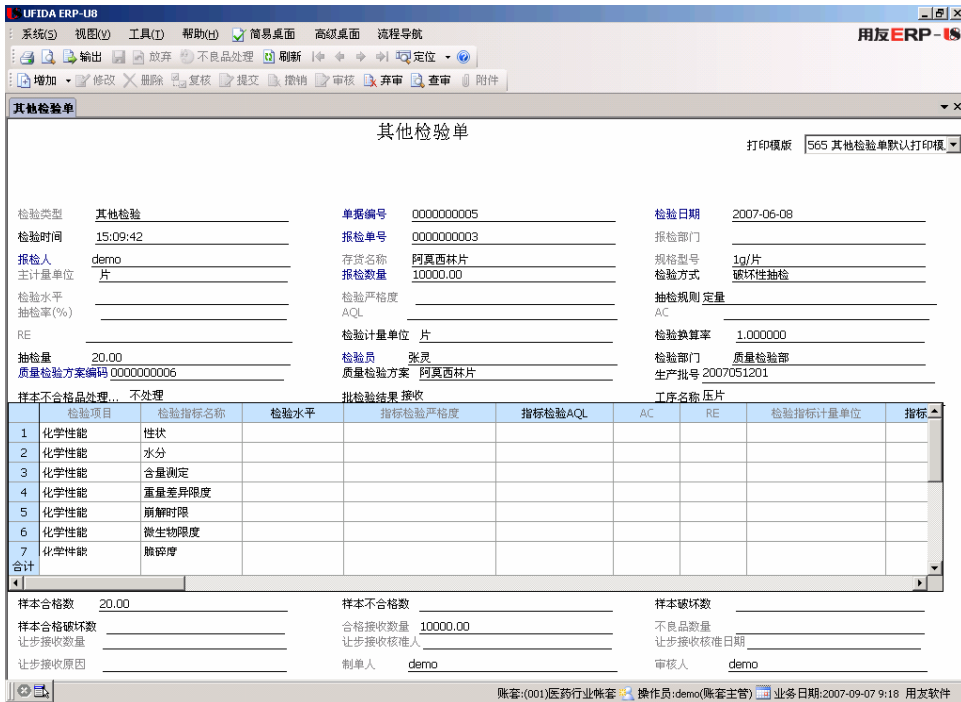 UFIDA ERP-U8
系统(S) 视图(V) 工具(T) 帮助(H) 简易桌面 高级桌面 流程导航 用友ERP-U8
输出 放弃 不良品处理 刷新 定位
增加 修改 删除 复核 提交 撤销 审核 弃审 查审 附件
其他检验单
其他检验单
打印模版 565 其他检验单默认打印模
检验类型 其他检验 单据编号 0000000005 检验日期 2007-06-08
检验时间 15:09:42 报检单号 0000000003 报检部门
报检人 demo 存货名称 阿莫西林片 规格型号 1g/片
主计量单位 片 报检数量 10000.00 检验方式 破坏性抽检
检验水平 检验严格度 抽检规则 定量
抽检率(%) AQL AC
RE 检验计量单位 片 检验换算率 1.000000
抽检量 20.00 检验员 张灵 检验部门 质量检验部
质量检验方案编码 0000000006 质量检验方案 阿莫西林片 生产批号 2007051201
样本不合格品处理... 不处理 批检验结果 接收 工序名称 压片
检验项目 检验指标名称 检验水平 指标检验严格度 指标检验AQL AC RE 检验指标计量单位 指标
1 化学性能 性状
2 化学性能 水分
3 化学性能 含量测定
4 化学性能 重量差异限度
5 化学性能 崩解时限
6 化学性能 微生物限度
7 化学性能 脆碎度
合计
样本合格数 20.00 样本不合格数 样本破坏数
样本合格破坏数 合格接收数量 10000.00 不良品数量
让步接收数量 让步接收核准人 让步接收核准日期
让步接收原因 制单人 demo 审核人 demo
账套:(001)医药行业帐套 操作员:demo(账套主管) 业务日期:2007-09-07 9:18 用友软件